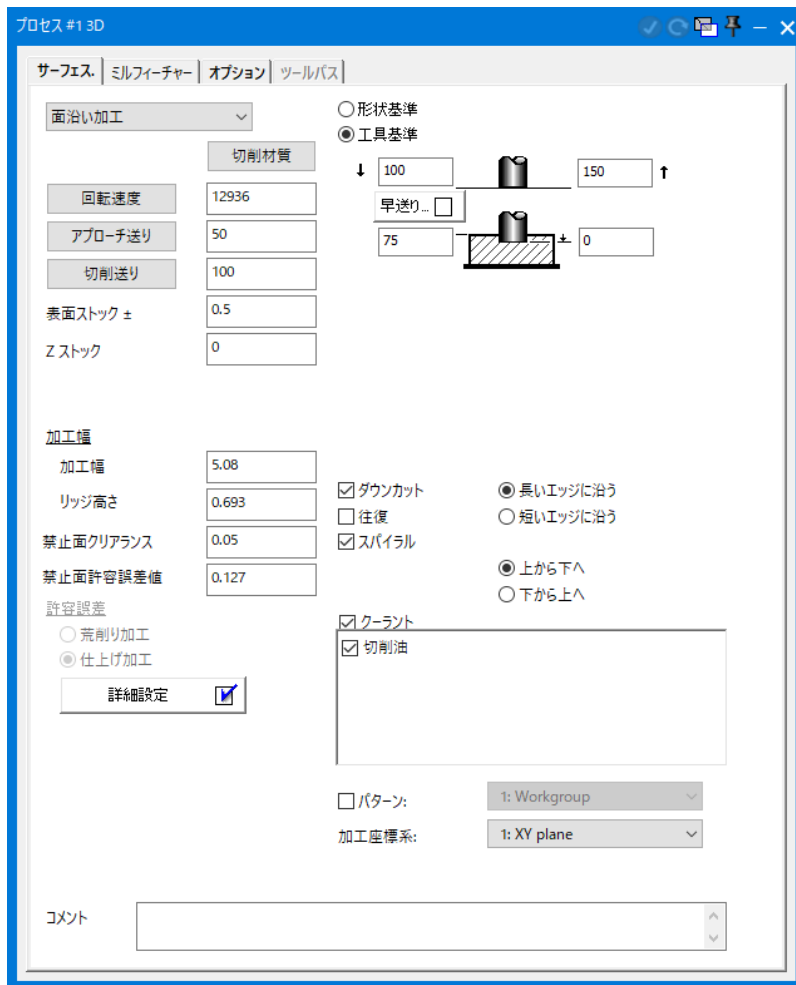 プロセス #1 3D
サーフェス. ミルフィーチャー オプション ツールパス
面沿い加工
切削材質
回転速度 12936
アプローチ送り 50
切削送り 100
表面ストック ± 0.5
Z ストック 0
形状基準
工具基準
100 150
早送り...
75 0
加工幅
加工幅 5.08
リッジ高さ 0.693
禁止面クリアランス 0.05
禁止面許容誤差値 0.127
許容誤差
荒削り加工
仕上げ加工
詳細設定
ダウンカット 長いエッジに沿う
往復 短いエッジに沿う
スパイラル
上から下へ
下から上へ
クーラント
切削油
パターン: 1: Workgroup
加工座標系: 1: XY plane
コメント